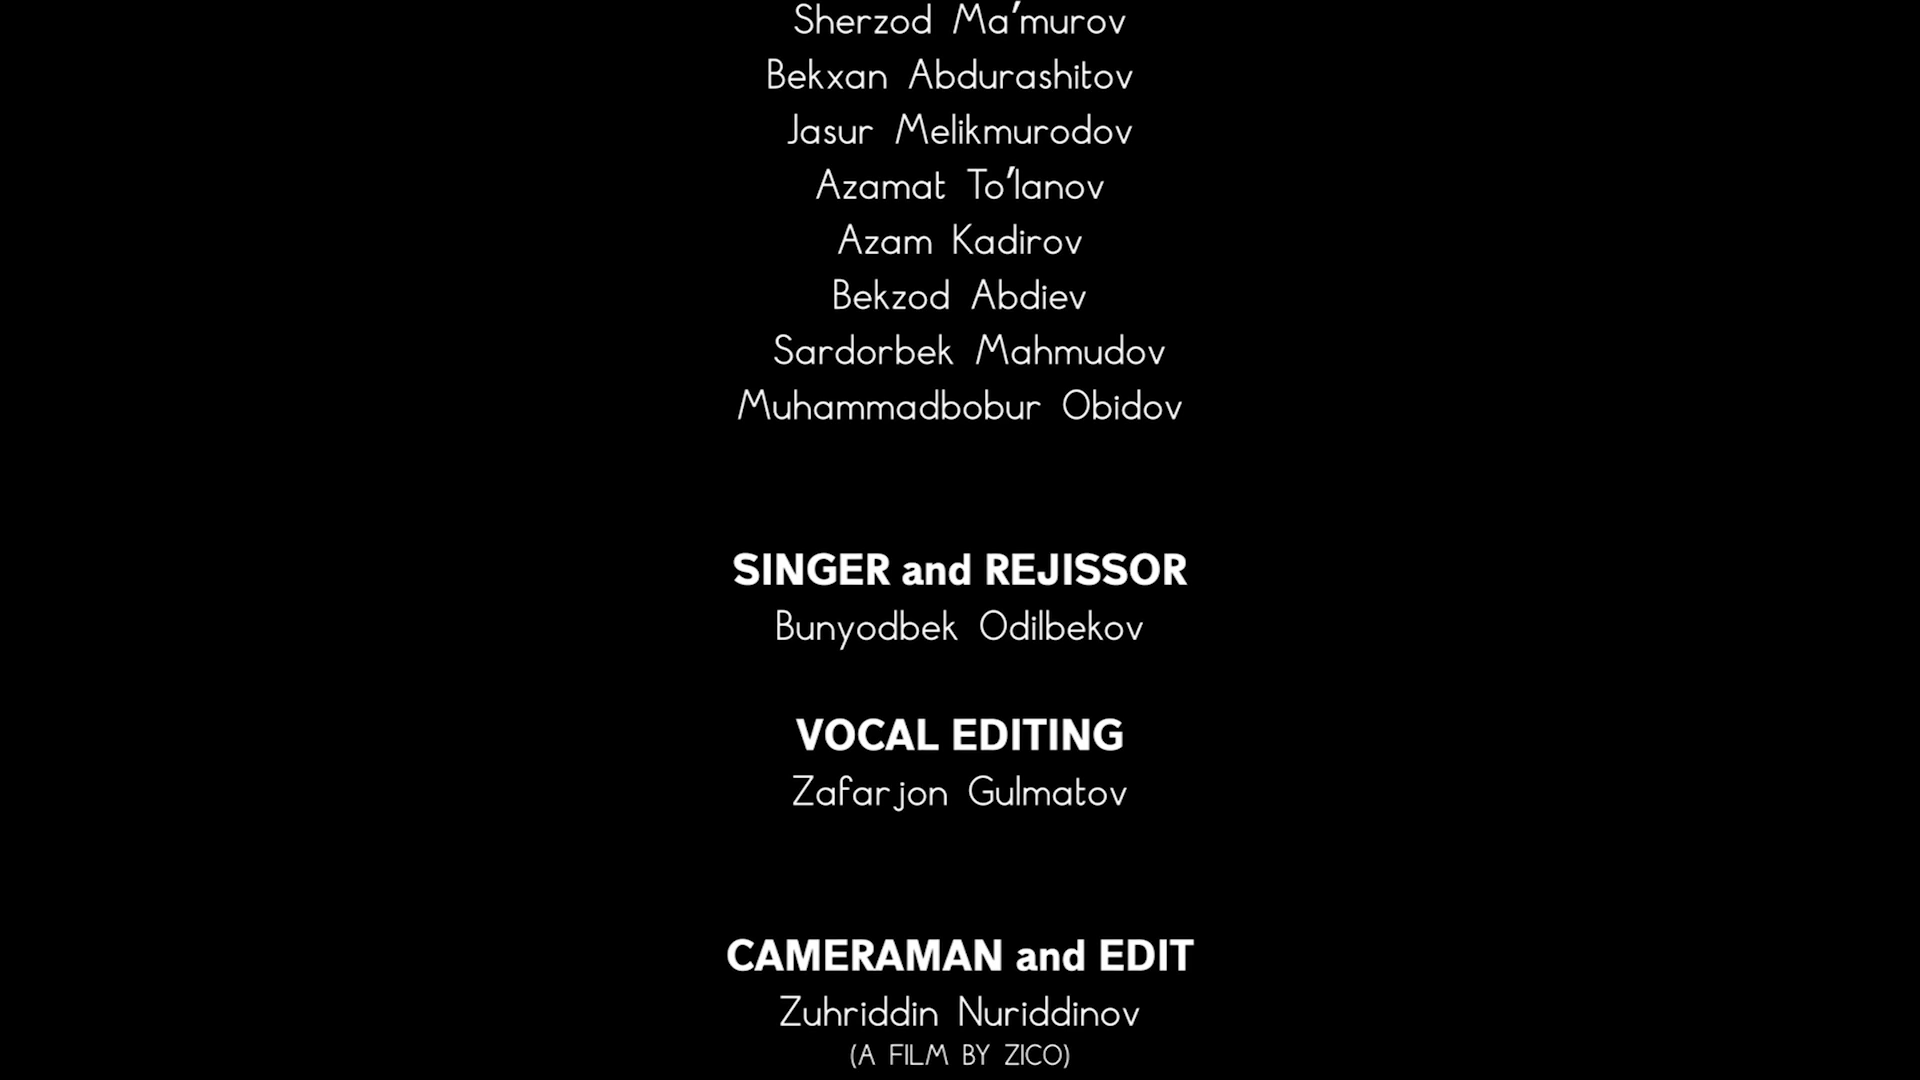 Sherzod Ma'murov
Bekxan Abdurashitov
Jasur Melikmurodov
Azamat To'lanov
Azam Kadirov
Bekzod Abdiev
Sardorbek Mahmudov
Muhammadbobur Obidov
SINGER and REJISSOR
Bunyodbek Odilbekov
VOCAL EDITING
Zafarjon Gulmatov
CAMERAMAN and EDIT
Zuhriddin Nuriddinov
(A FILM BY ZICO)